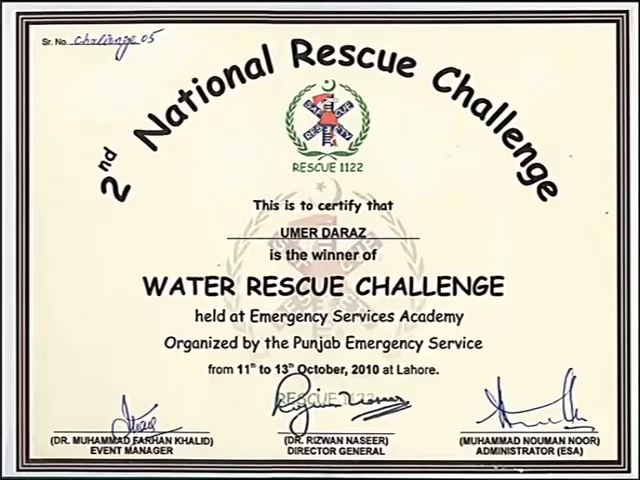 Sr. No. Challenge 05
2nd National Rescue Challenge
RESCUE 1122
This is to certify that
UMER DARAZ
is the winner of
WATER RESCUE CHALLENGE
held at Emergency Services Academy
Organized by the Punjab Emergency Service
from 11th to 13th October, 2010 at Lahore.
RESCUE 1122
(DR. MUHAMMAD FARHAN KHALID)
EVENT MANAGER
(DR. RIZWAN NASEER)
DIRECTOR GENERAL
(MUHAMMAD NOUMAN NOOR)
ADMINISTRATOR (ESA)